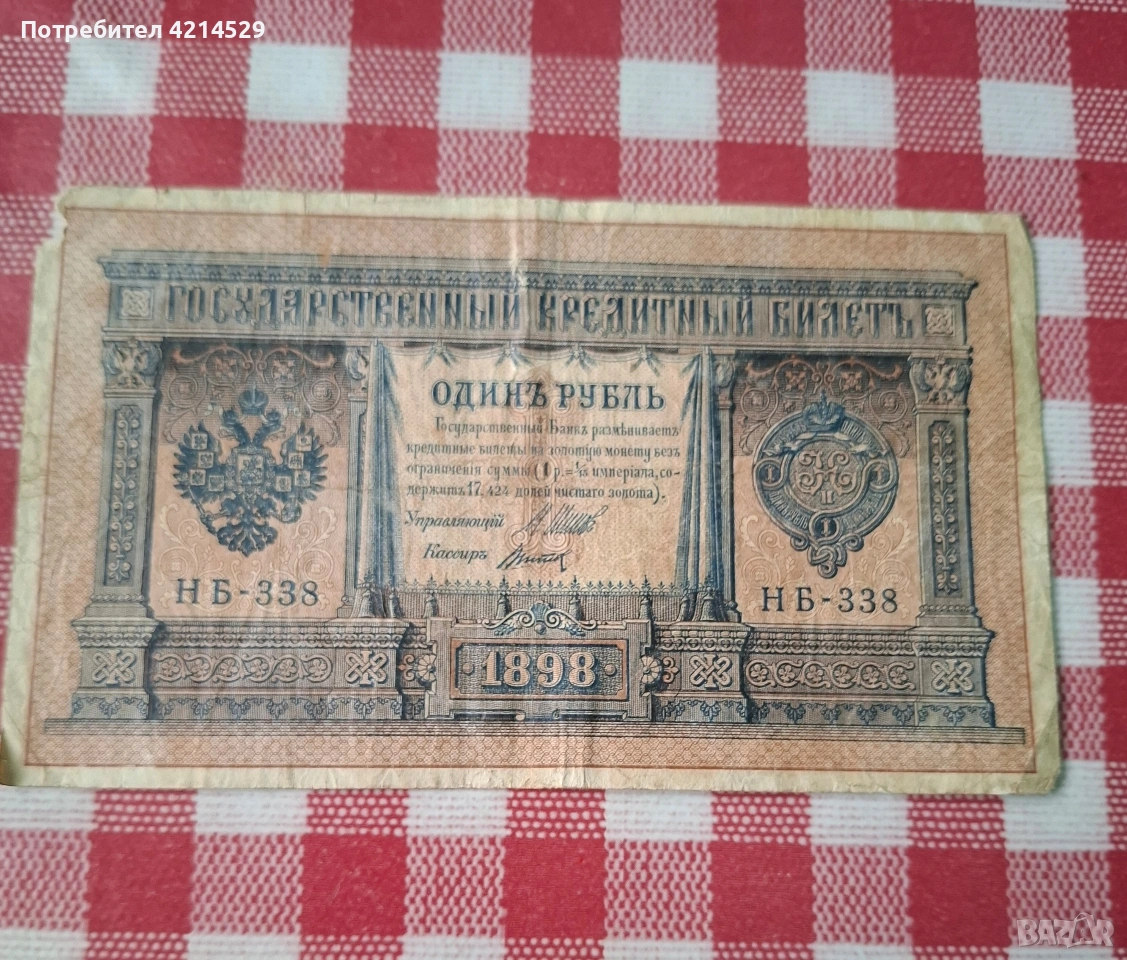 Потребител 4214529
ГОСУДАРСТВЕННЫЙ КРЕДИТНЫЙ БИЛЕТЪ
ОДИНЪ РУБЛЬ
Государственный Банкъ размѣниваетъ
кредитные билеты на золотую монету безъ
ограниченія суммы (1 р.=1/15 имперіала, со-
держитъ 17,424 долей чистаго золота).
Управляющій
Кассиръ
НБ-338
НБ-338
1898
BAZAR